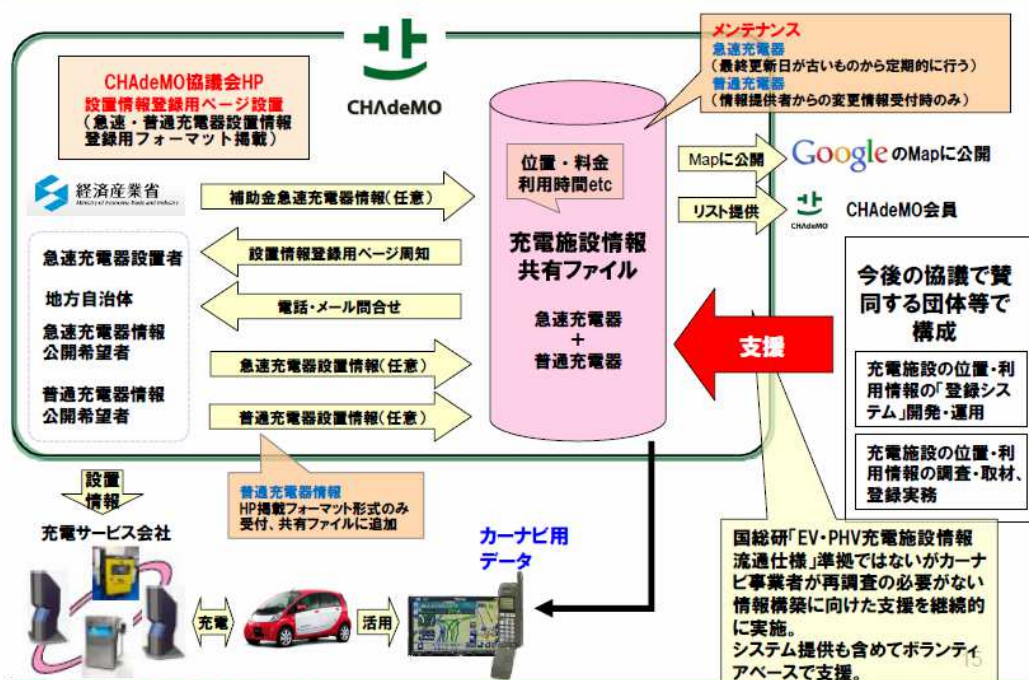 CHAdeMO
メンテナンス
急速充電器
（最終更新日が古いものから定期的に行う）
普通充電器
（情報提供者からの変更情報受付時のみ）
CHAdeMO協議会HP
設置情報登録用ページ設置
（急速・普通充電器設置情報
登録用フォーマット掲載）
経済産業省
Ministry of Economy, Trade and Industry
補助金急速充電器情報(任意)
位置・料金
利用時間etc
Mapに公開
GoogleのMapに公開
リスト提供
CHAdeMO
CHAdeMO会員
急速充電器設置者
地方自治体
急速充電器情報
公開希望者
普通充電器情報
公開希望者
設置情報登録用ページ周知
電話・メール問合せ
急速充電器設置情報(任意)
普通充電器設置情報(任意)
充電施設情報
共有ファイル
急速充電器
+
普通充電器
支援
今後の協議で賛
同する団体等で
構成
充電施設の位置・利
用情報の「登録シス
テム」開発・運用
充電施設の位置・利
用情報の調査・取材、
登録実務
設置
情報
普通充電器情報
HP掲載フォーマット形式のみ
受付、共有ファイルに追加
充電サービス会社
充電
活用
カーナビ用
データ
国総研「EV・PHV充電施設情報
流通仕様」準拠ではないがカーナ
ビ事業者が再調査の必要がない
情報構築に向けた支援を継続的
に実施。
システム提供も含めてボランティ
アベースで支援。
15